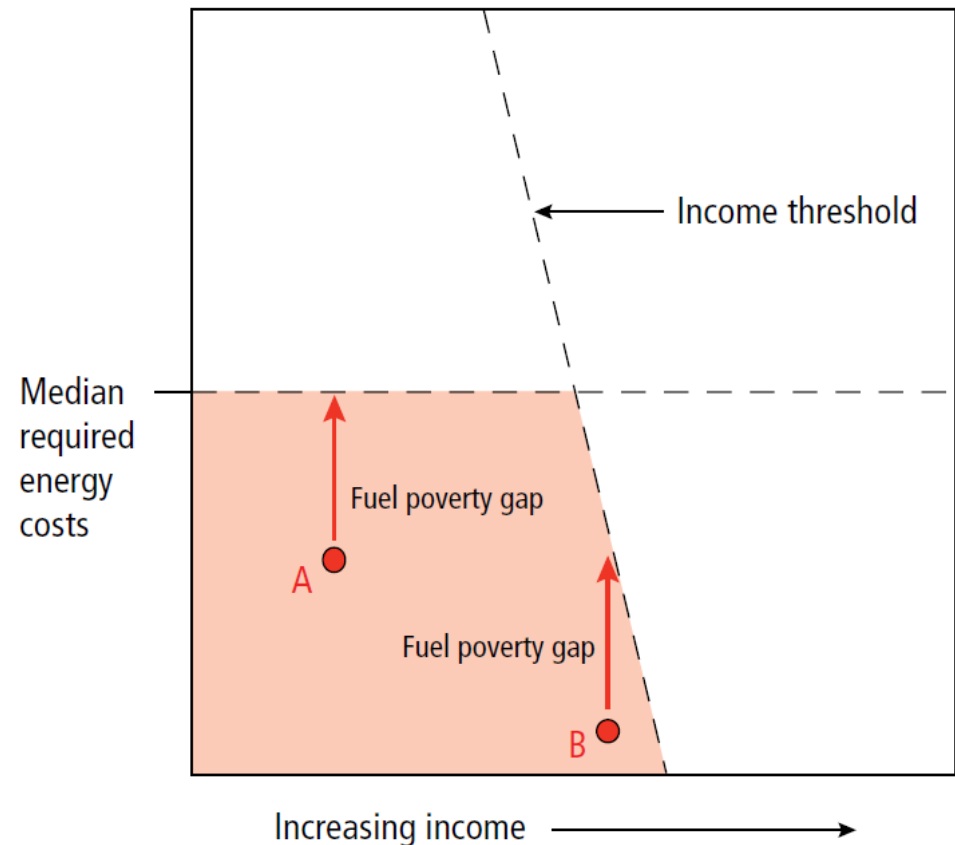 Income threshold
Median
required
energy
costs
Fuel poverty gap
A
Fuel poverty gap
B
Increasing income